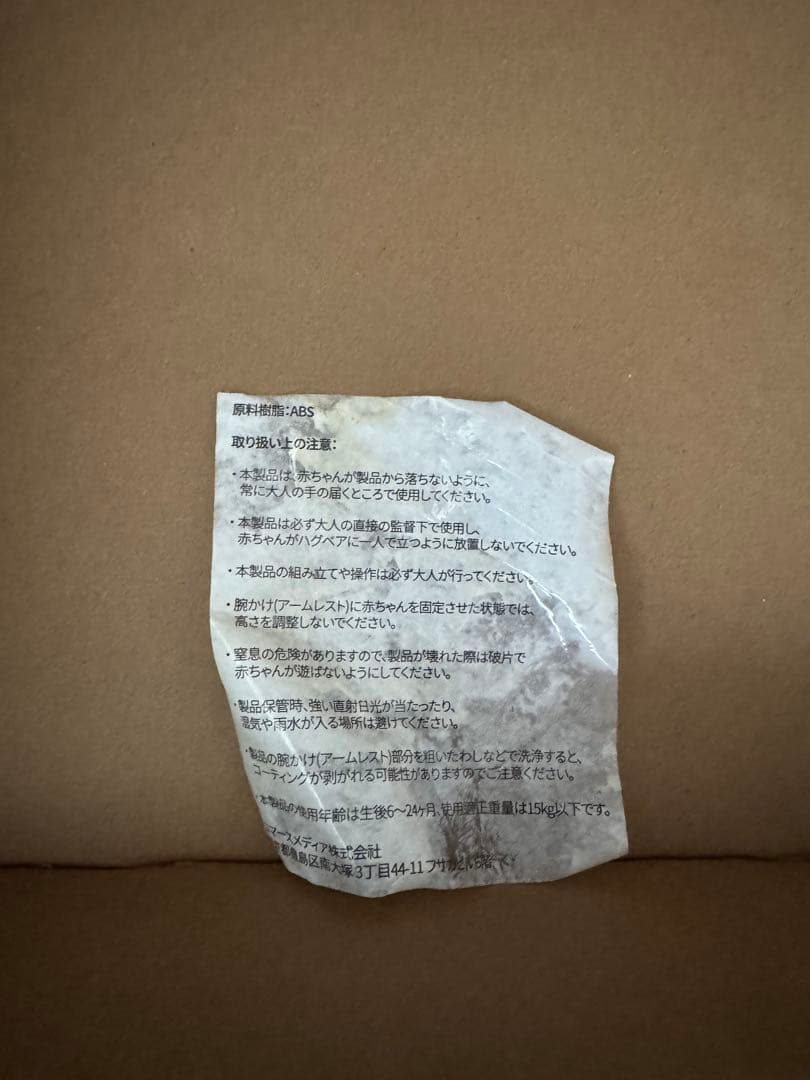 原料樹脂:ABS
取り扱い上の注意:
・本製品は、赤ちゃんが製品から落ちないように、
常に大人の手の届くところで使用してください。
・本製品は必ず大人の直接の監督下で使用し、
赤ちゃんがハグベアに一人で立つように放置しないでください。
・本製品の組み立てや操作は必ず大人が行ってください。
・腕かけ(アームレスト)に赤ちゃんを固定させた状態では、
高さを調整しないでください。
・窒息の危険がありますので、製品が壊れた際は破片で
赤ちゃんが遊ばないようにしてください。
・製品保管時、強い直射日光が当たったり、
湿気や雨水が入る場所は避けてください。
・製品の腕かけ(アームレスト)部分を粗いたわしなどで洗浄すると、
コーティングが剥がれる可能性がありますのでご注意ください。
・本製品の使用年齢は生後6〜24ヶ月、使用適正重量は15kg以下です。
マースメディア株式会社
都豊島区南大塚3丁目44-11